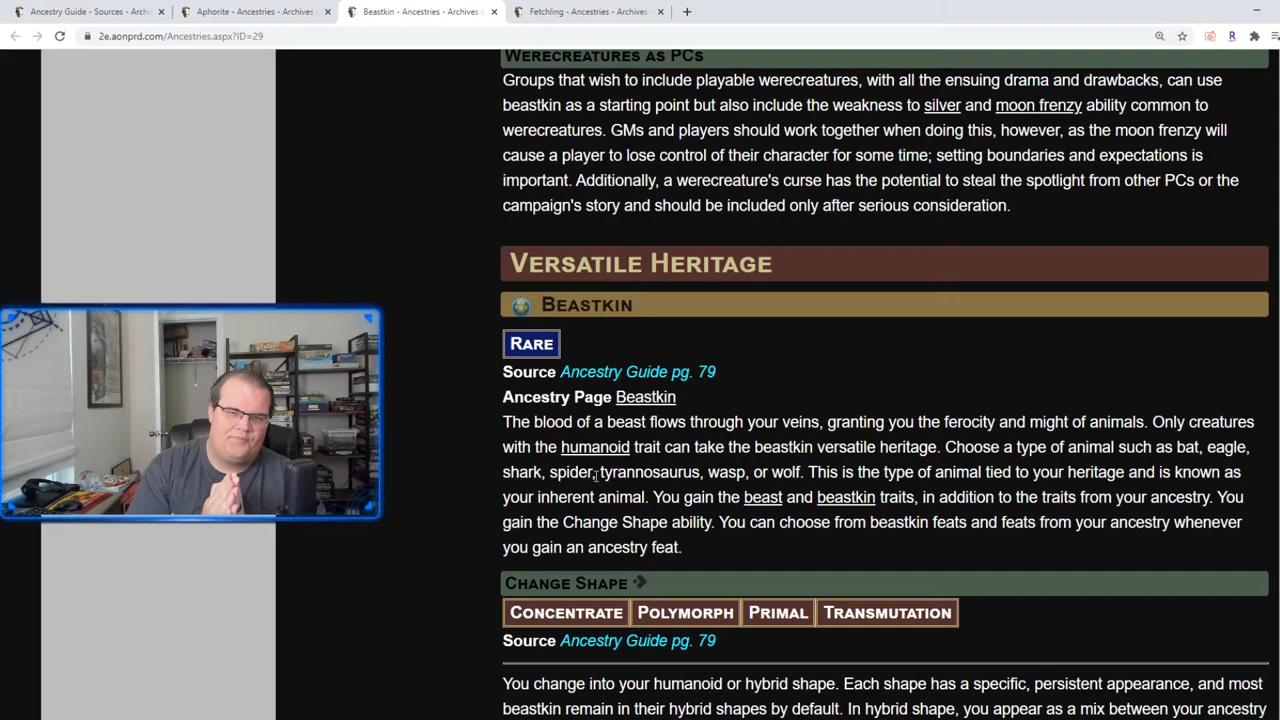 Ancestry Guide - Sources - Arch
Aphorite - Ancestries - Archives
Beastkin - Ancestries - Archives
Fetchling - Ancestries - Archives
2e.aonprd.com/Ancestries.aspx?ID=29
Werecreatures as PCs
Groups that wish to include playable werecreatures, with all the ensuing drama and drawbacks, can use
beastkin as a starting point but also include the weakness to silver and moon frenzy ability common to
werecreatures. GMs and players should work together when doing this, however, as the moon frenzy will
cause a player to lose control of their character for some time; setting boundaries and expectations is
important. Additionally, a werecreature's curse has the potential to steal the spotlight from other PCs or the
campaign's story and should be included only after serious consideration.
Versatile Heritage
Beastkin
Rare
Source Ancestry Guide pg. 79
Ancestry Page Beastkin
The blood of a beast flows through your veins, granting you the ferocity and might of animals. Only creatures
with the humanoid trait can take the beastkin versatile heritage. Choose a type of animal such as bat, eagle,
shark, spider, tyrannosaurus, wasp, or wolf. This is the type of animal tied to your heritage and is known as
your inherent animal. You gain the beast and beastkin traits, in addition to the traits from your ancestry. You
gain the Change Shape ability. You can choose from beastkin feats and feats from your ancestry whenever
you gain an ancestry feat.
Change Shape
Concentrate Polymorph Primal Transmutation
Source Ancestry Guide pg. 79
You change into your humanoid or hybrid shape. Each shape has a specific, persistent appearance, and most
beastkin remain in their hybrid shapes by default. In hybrid shape, you appear as a mix between your ancestry